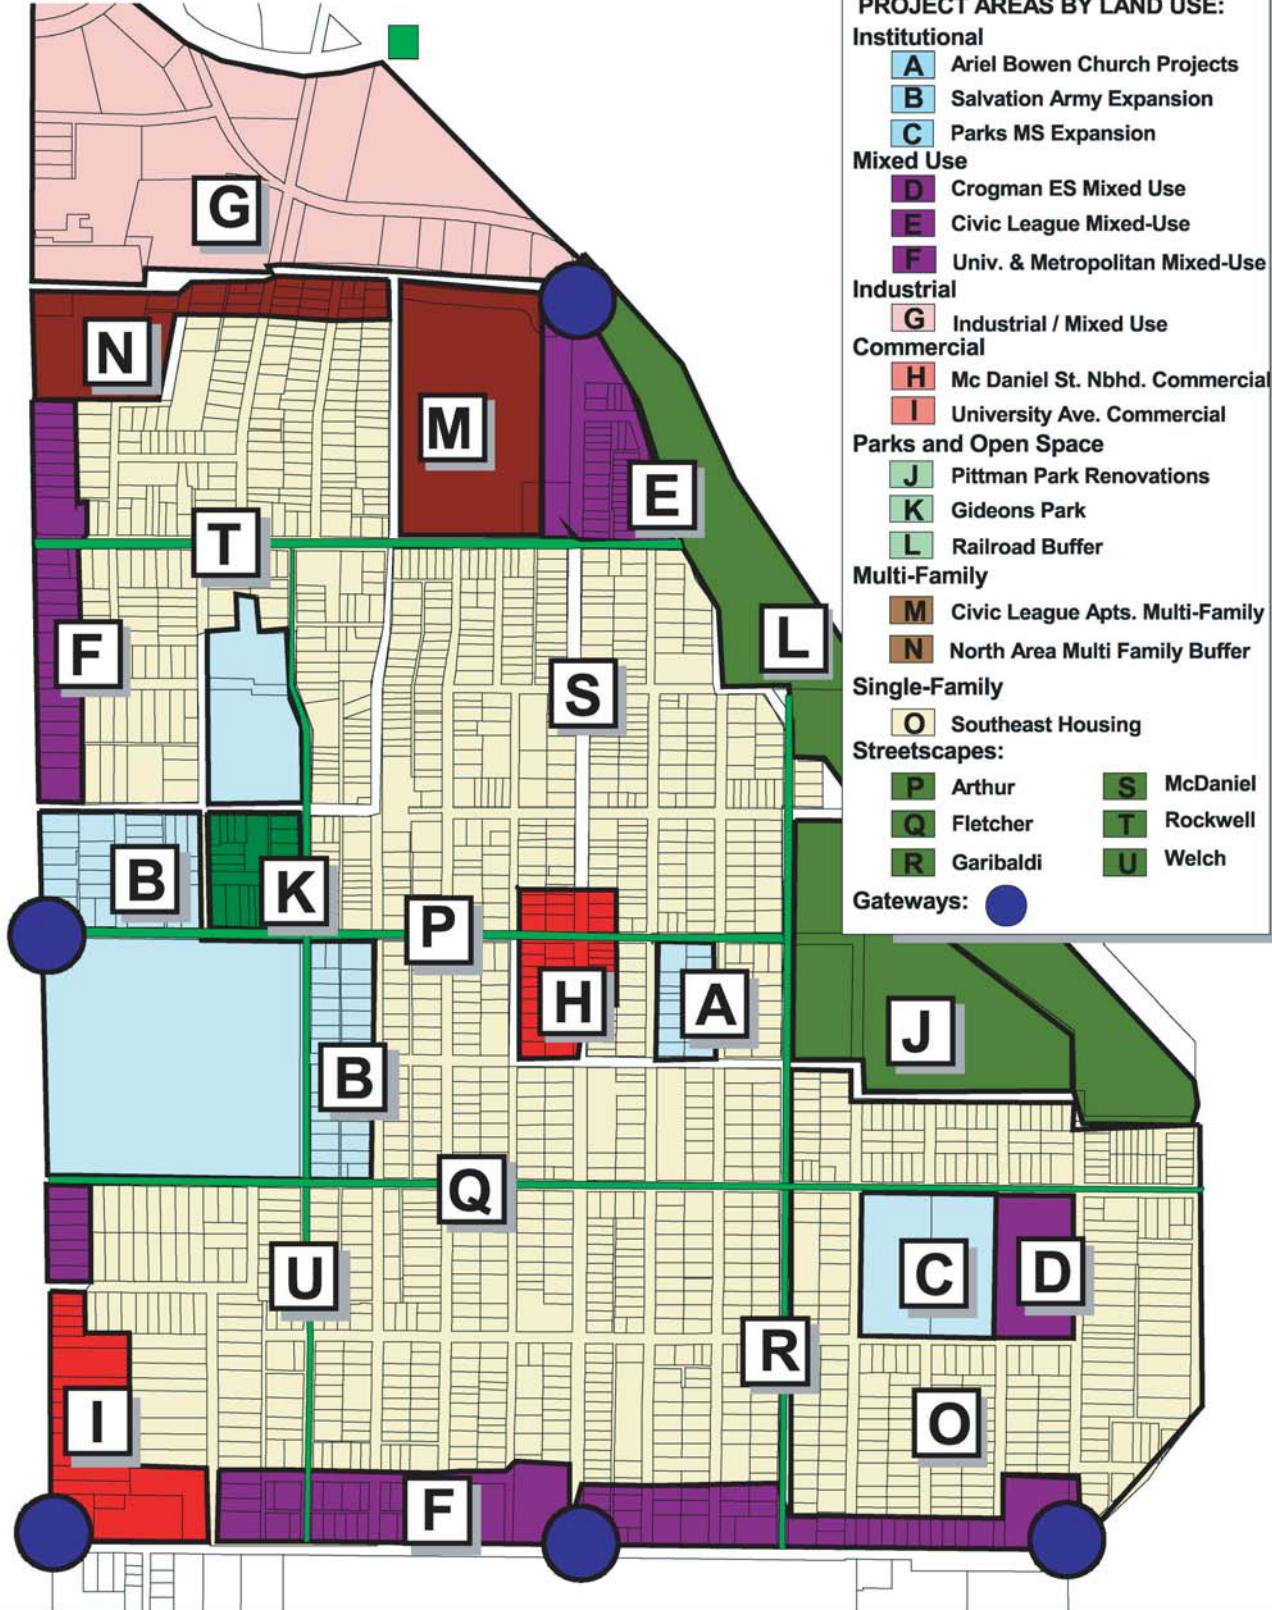 PROJECT AREAS BY LAND USE:
Institutional
A Ariel Bowen Church Projects
B Salvation Army Expansion
C Parks MS Expansion
Mixed Use
D Crogman ES Mixed Use
E Civic League Mixed-Use
F Univ. & Metropolitan Mixed-Use
Industrial
G Industrial / Mixed Use
Commercial
H Mc Daniel St. Nbhd. Commercial
I University Ave. Commercial
Parks and Open Space
J Pittman Park Renovations
K Gideons Park
L Railroad Buffer
Multi-Family
M Civic League Apts. Multi-Family
N North Area Multi Family Buffer
Single-Family
O Southeast Housing
Streetscapes:
P Arthur S McDaniel
Q Fletcher T Rockwell
R Garibaldi U Welch
Gateways:
G
N
M
E
T
F
L
S
B
K
P
H
A
J
B
Q
U
C
D
R
I
O
F